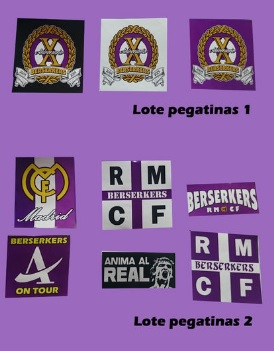 BERSERKERS
BERSERKERS
BERSERKERS
Lote pegatinas 1
Madrid
R M
BERSERKERS
C F
BERSERKERS
RMCF
BERSERKERS
ON TOUR
ANIMA AL
REAL
R M
BERSERKERS
C F
Lote pegatinas 2